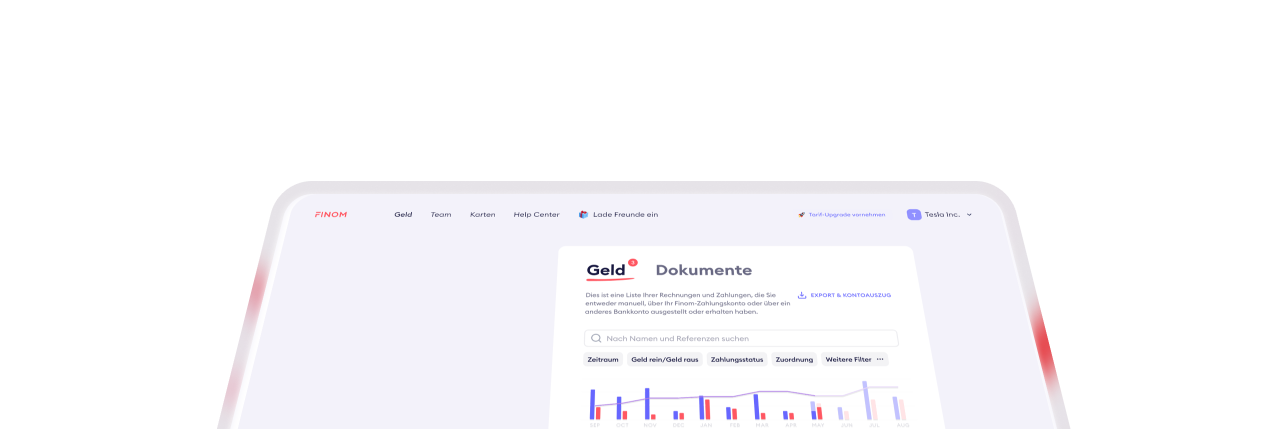 FINOM Geld Team Karten Help Center Lade Freunde ein Tarif-Upgrade vornehmen T Tesla Inc.
Geld 3 Dokumente
Dies ist eine Liste Ihrer Rechnungen und Zahlungen, die Sie
entweder manuell, über Ihr Finom-Zahlungskonto oder über ein
anderes Bankkonto ausgestellt oder erhalten haben.
EXPORT & KONTOAUSZUG
Nach Namen und Referenzen suchen
Zeitraum Geld rein/Geld raus Zahlungsstatus Zuordnung Weitere Filter ···
SEP OCT NOV DEC JAN FEB MAR APR MAY JUN JUL AUG